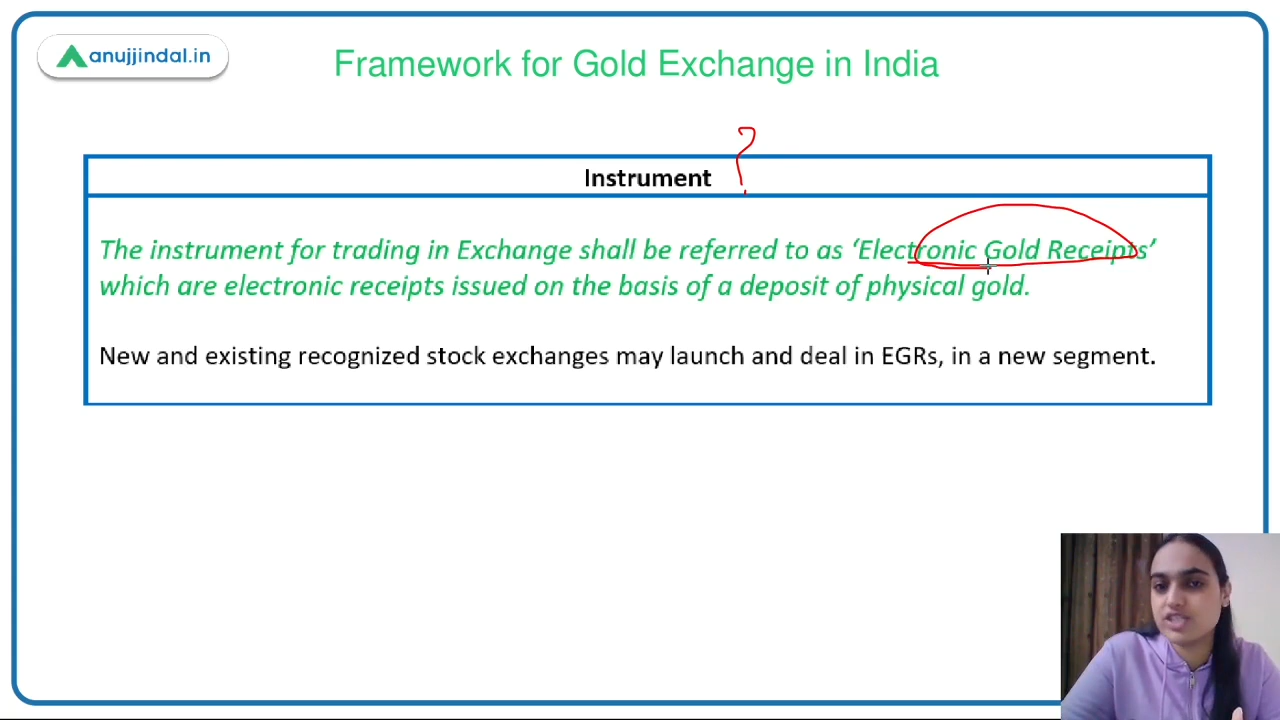 anujjindal.in
Framework for Gold Exchange in India
?
Instrument
The instrument for trading in Exchange shall be referred to as ‘Electronic Gold Receipts’
which are electronic receipts issued on the basis of a deposit of physical gold.
New and existing recognized stock exchanges may launch and deal in EGRs, in a new segment.